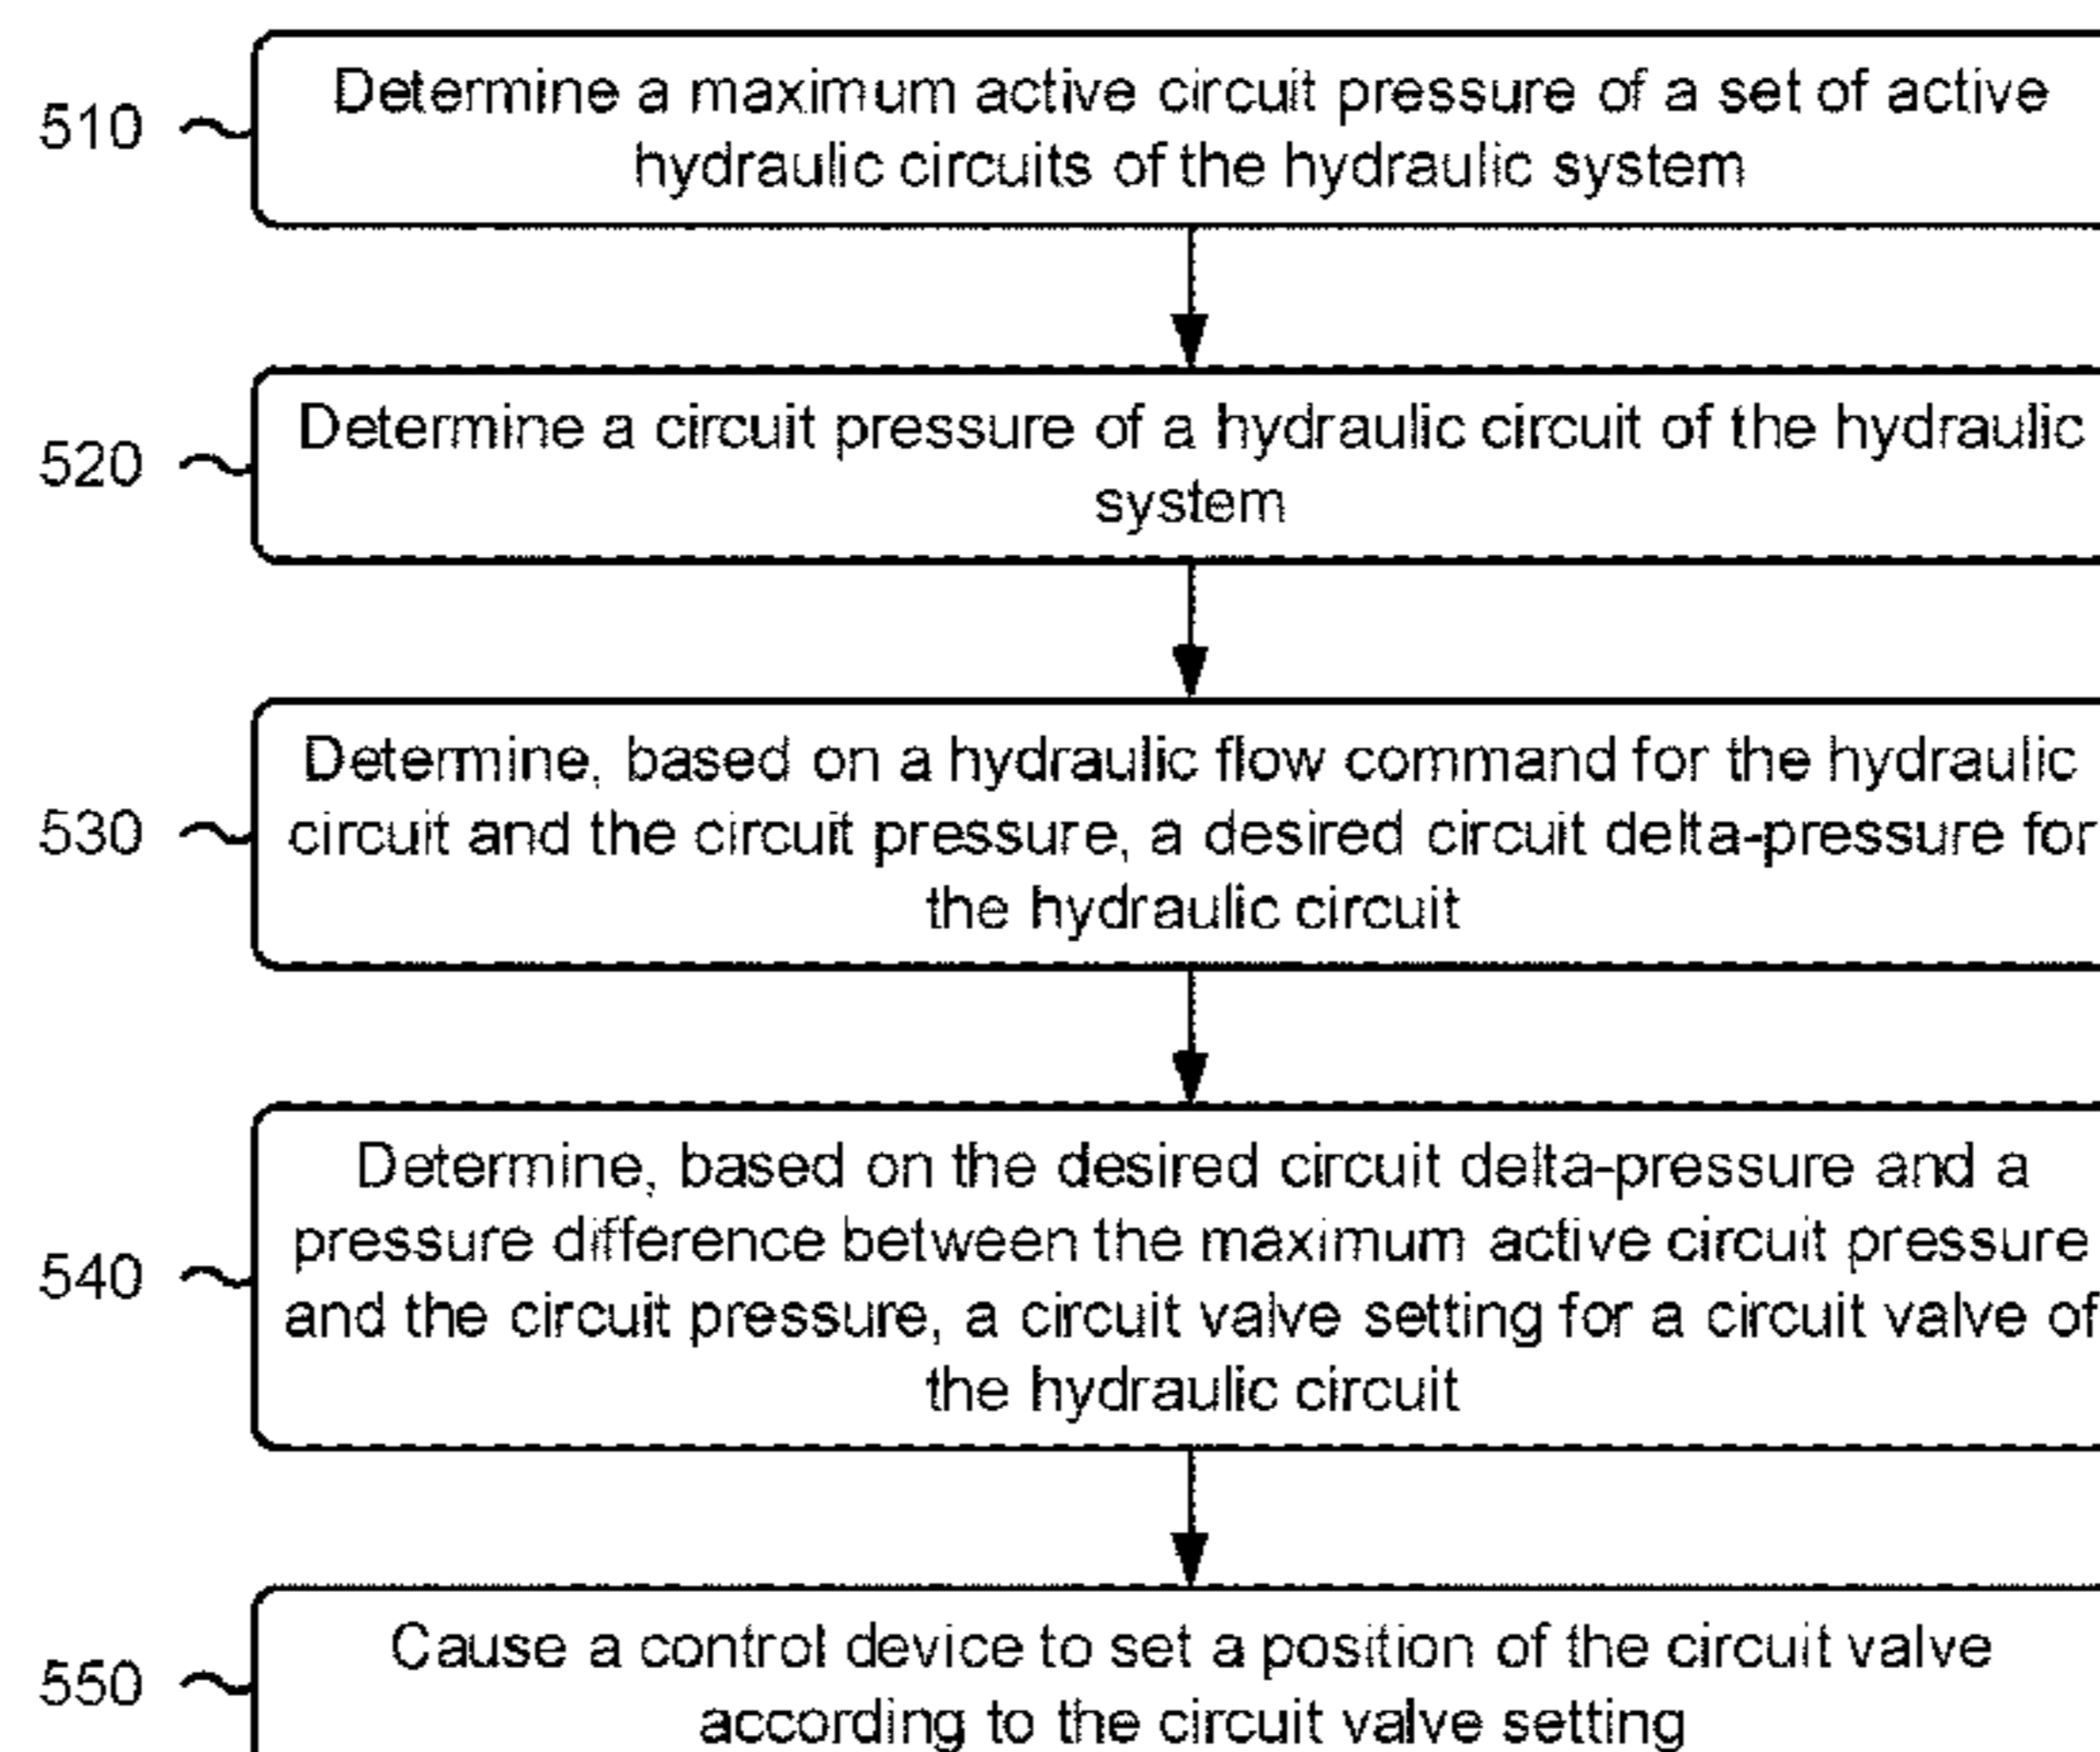 510
Determine a maximum active circuit pressure of a set of active
hydraulic circuits of the hydraulic system
520
Determine a circuit pressure of a hydraulic circuit of the hydraulic
system
530
Determine, based on a hydraulic flow command for the hydraulic
circuit and the circuit pressure, a desired circuit delta-pressure for
the hydraulic circuit
540
Determine, based on the desired circuit delta-pressure and a
pressure difference between the maximum active circuit pressure
and the circuit pressure, a circuit valve setting for a circuit valve of
the hydraulic circuit
550
Cause a control device to set a position of the circuit valve
according to the circuit valve setting